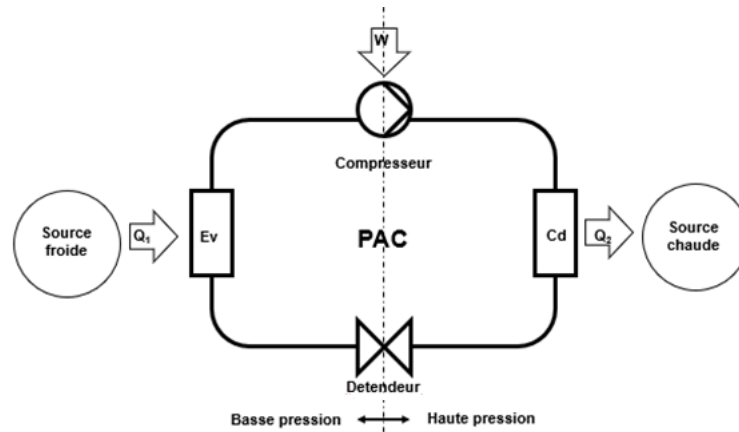 W
Compresseur
Source
froide
Q₁
Ev
PAC
Cd
Q₂
Source
chaude
Detendeur
Basse pression
Haute pression